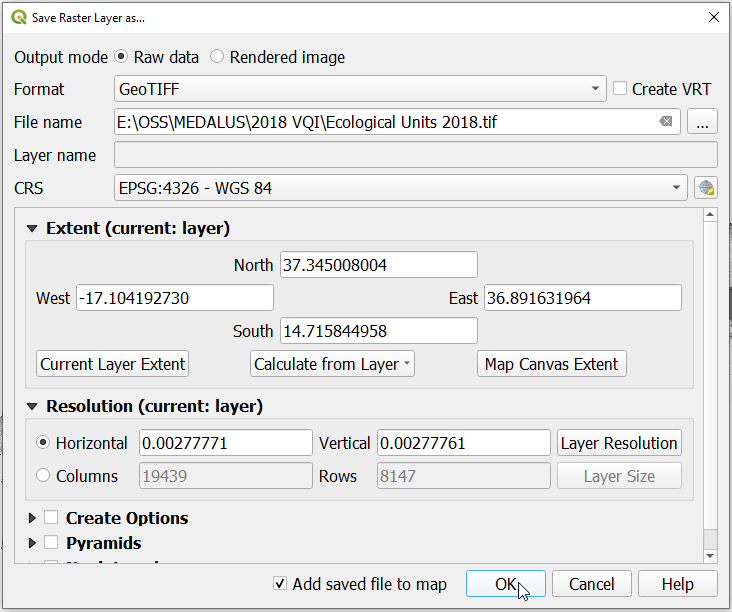 Save Raster Layer as...
Output mode Raw data Rendered image
Format GeoTIFF Create VRT
File name E:\OSS\MEDALUS\2018 VQI\Ecological Units 2018.tif ...
Layer name
CRS EPSG:4326 - WGS 84
Extent (current: layer)
North 37.345008004
West -17.104192730 East 36.891631964
South 14.715844958
Current Layer Extent Calculate from Layer Map Canvas Extent
Resolution (current: layer)
Horizontal 0.00277771 Vertical 0.00277761 Layer Resolution
Columns 19439 Rows 8147 Layer Size
Create Options
Pyramids
Add saved file to map OK Cancel Help